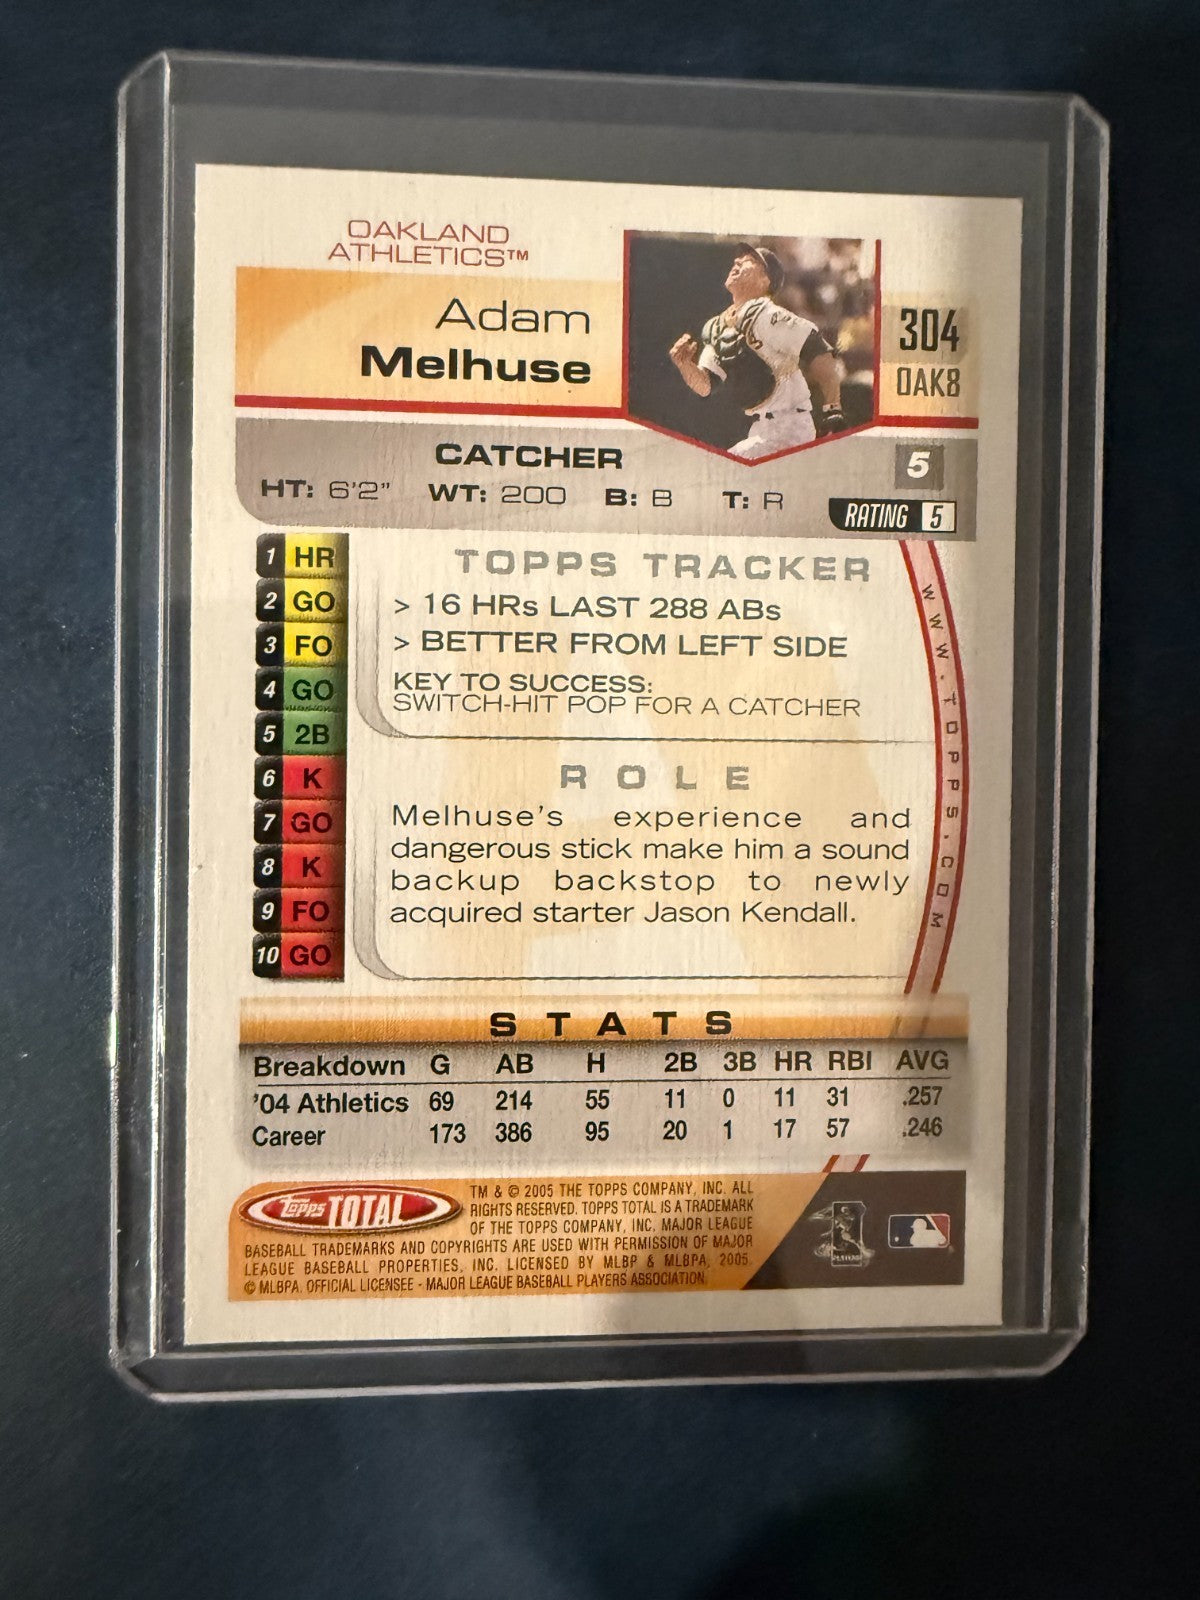 OAKLAND
ATHLETICS™
Adam
Melhuse
304
OAK8
CATCHER
5
HT: 6'2" WT: 200 B: B T: R
RATING 5
1 HR
2 GO
3 FO
4 GO
5 2B
6 K
7 GO
8 K
9 FO
10 GO
TOPPS TRACKER
> 16 HRs LAST 288 ABs
> BETTER FROM LEFT SIDE
KEY TO SUCCESS:
SWITCH-HIT POP FOR A CATCHER
ROLE
Melhuse's experience and
dangerous stick make him a sound
backup backstop to newly
acquired starter Jason Kendall.
WWW.TOPPS.COM
STATS
Breakdown G AB H 2B 3B HR RBI AVG
'04 Athletics 69 214 55 11 0 11 31 .257
Career 173 386 95 20 1 17 57 .246
Topps TOTAL
TM & © 2005 THE TOPPS COMPANY, INC. ALL
RIGHTS RESERVED. TOPPS TOTAL IS A TRADEMARK
OF THE TOPPS COMPANY, INC. MAJOR LEAGUE
BASEBALL TRADEMARKS AND COPYRIGHTS ARE USED WITH PERMISSION OF MAJOR
LEAGUE BASEBALL PROPERTIES, INC. LICENSED BY MLBP & MLBPA, 2005.
© MLBPA. OFFICIAL LICENSEE - MAJOR LEAGUE BASEBALL PLAYERS ASSOCIATION